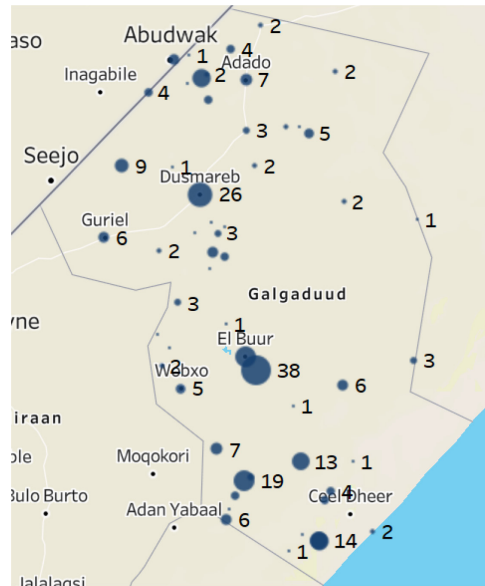 2
aso
Abudwak
4
1
Adado
Inagabile
2
7
2
4
3
5
Seejo
9
1
2
Dusmareb
26
2
Guriel
1
6
3
2
Galgaduud
3
yne
1
El Buur
3
2
38
6
5
1
iraan
7
ole
Moqokori
13
1
19
4
Bulo Burto
Ceel Dheer
Adan Yabaal
6
2
14
1
Jalalaqsi